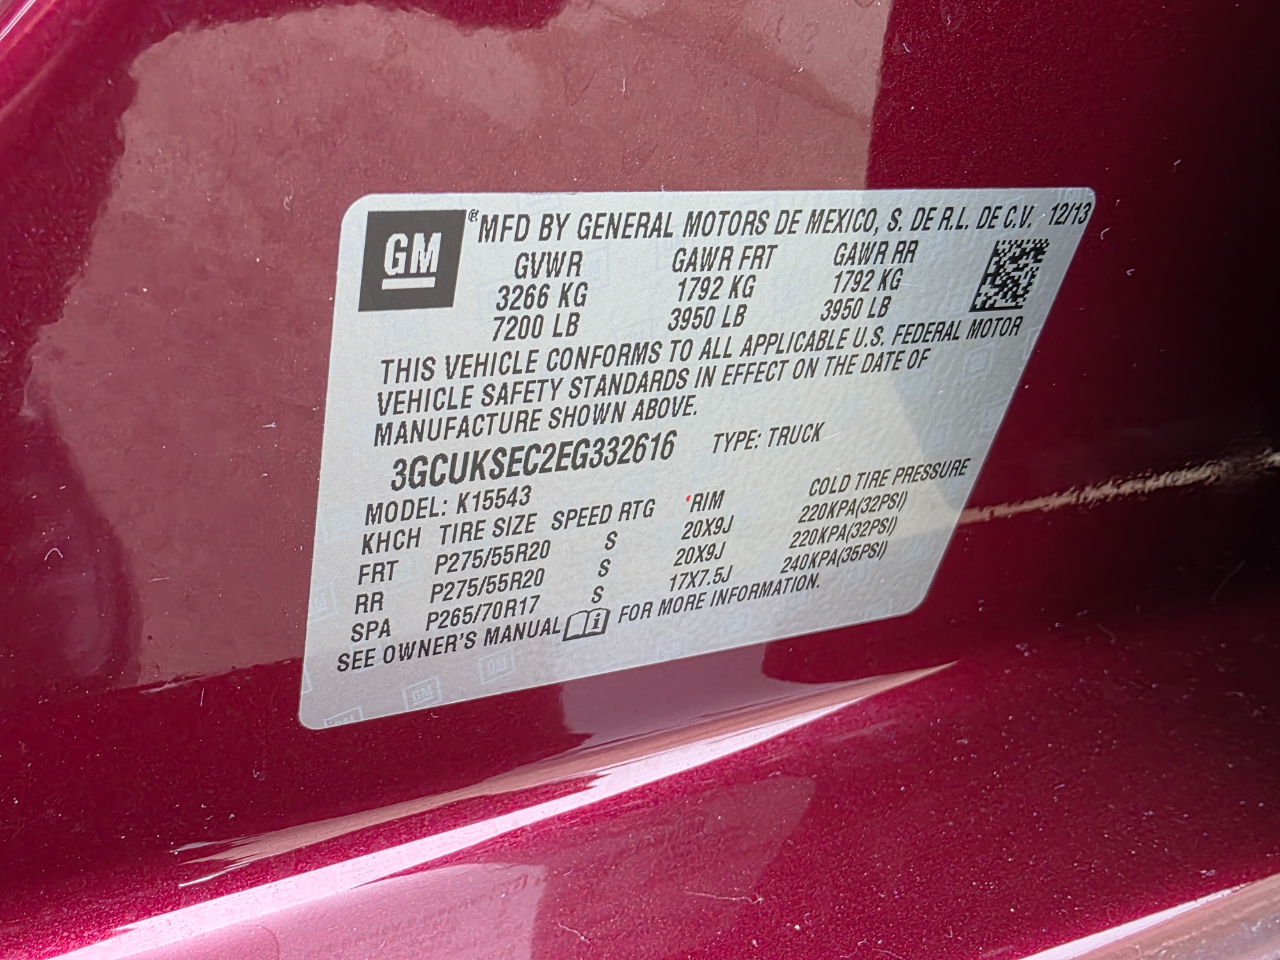 GM ® MFD BY GENERAL MOTORS DE MEXICO, S. DE R.L. DE C.V. 12/13
GVWR GAWR FRT GAWR RR
3266 KG 1792 KG 1792 KG
7200 LB 3950 LB 3950 LB
THIS VEHICLE CONFORMS TO ALL APPLICABLE U.S. FEDERAL MOTOR
VEHICLE SAFETY STANDARDS IN EFFECT ON THE DATE OF
MANUFACTURE SHOWN ABOVE.
3GCUKSEC2EG332616 TYPE: TRUCK
MODEL: K15543
KHCH TIRE SIZE SPEED RTG RIM COLD TIRE PRESSURE
FRT P275/55R20 S 20X9J 220KPA(32PSI)
RR P275/55R20 S 20X9J 220KPA(32PSI)
SPA P265/70R17 S 17X7.5J 240KPA(35PSI)
SEE OWNER'S MANUAL i FOR MORE INFORMATION.
GM
GM
GM